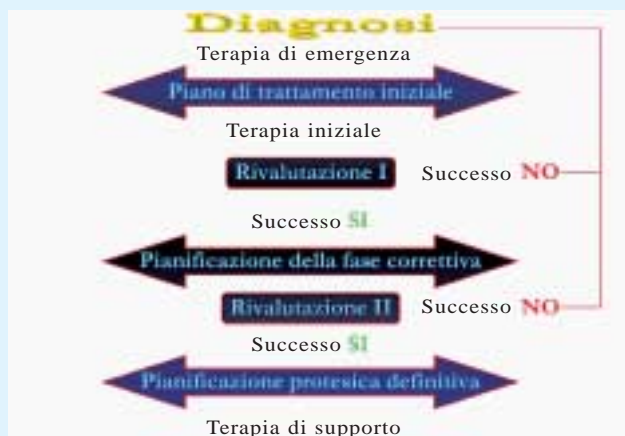 Diagnosi
Terapia di emergenza
Piano di trattamento iniziale
Terapia iniziale
Rivalutazione I Successo NO
Successo SI
Pianificazione della fase correttiva
Rivalutazione II Successo NO
Successo SI
Pianificazione protesica definitiva
Terapia di supporto